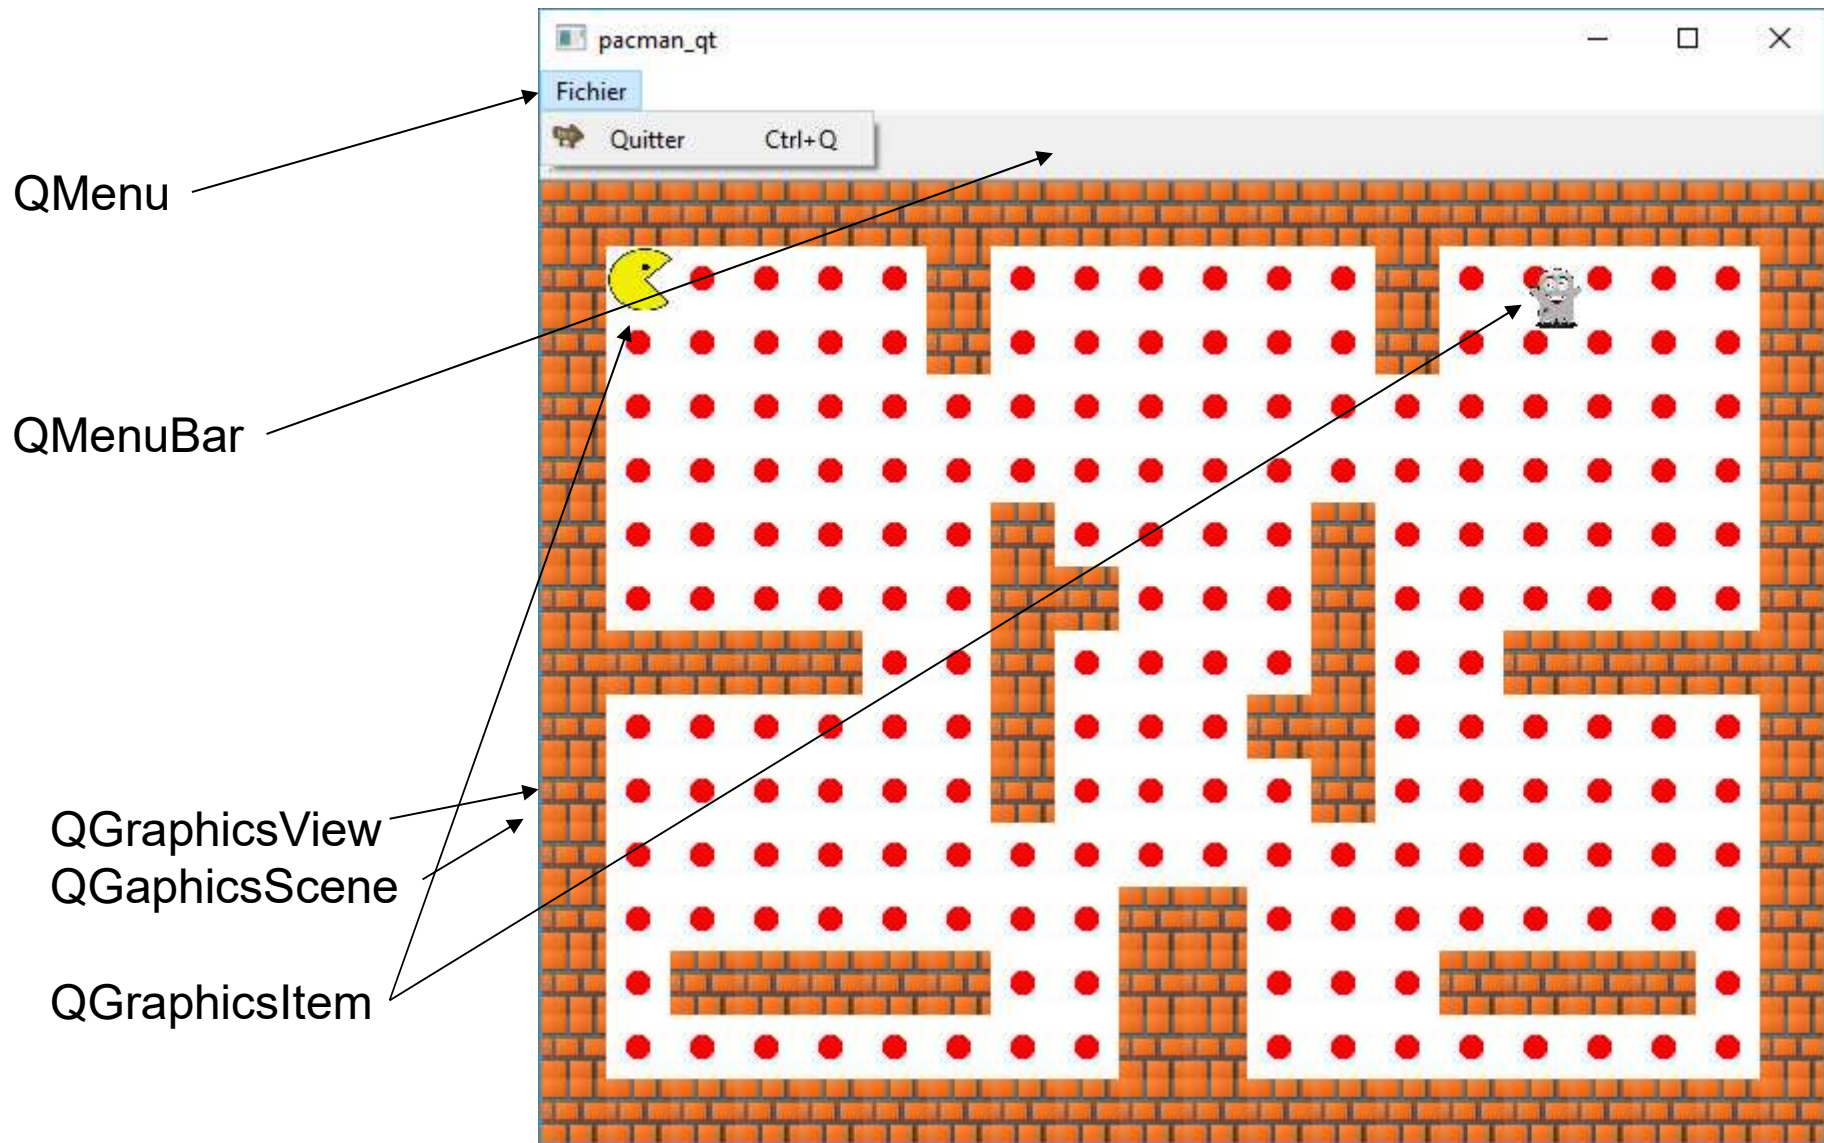 pacman_qt
Fichier
Quitter Ctrl+Q
QMenu
QMenuBar
QGraphicsView
QGaphicsScene
QGraphicsItem